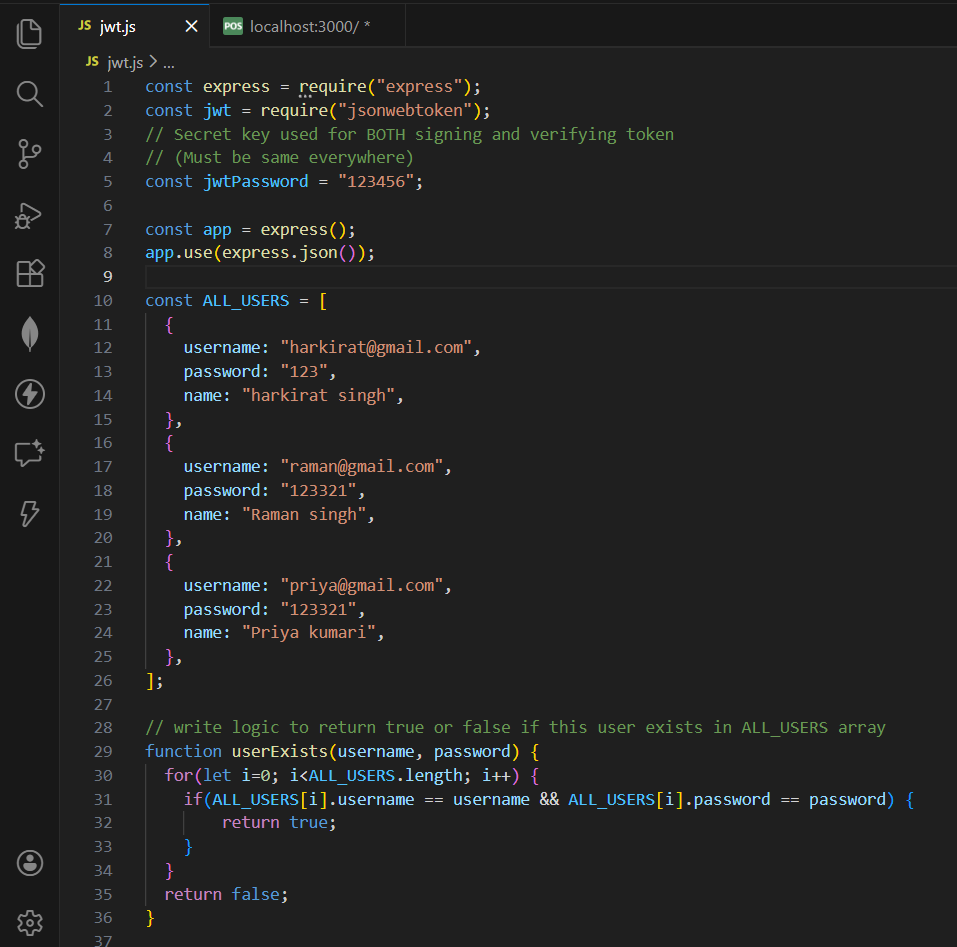 JS jwt.js
POS localhost:3000/ *
JS jwt.js > ...
1 const express = require("express");
2 const jwt = require("jsonwebtoken");
3 // Secret key used for BOTH signing and verifying token
4 // (Must be same everywhere)
5 const jwtPassword = "123456";
6
7 const app = express();
8 app.use(express.json());
9
10 const ALL_USERS = [
11   {
12     username: "harkirat@gmail.com",
13     password: "123",
14     name: "harkirat singh",
15   },
16   {
17     username: "raman@gmail.com",
18     password: "123321",
19     name: "Raman singh",
20   },
21   {
22     username: "priya@gmail.com",
23     password: "123321",
24     name: "Priya kumari",
25   },
26 ];
27
28 // write logic to return true or false if this user exists in ALL_USERS array
29 function userExists(username, password) {
30   for(let i=0; i<ALL_USERS.length; i++) {
31     if(ALL_USERS[i].username == username && ALL_USERS[i].password == password) {
32         return true;
33     }
34   }
35   return false;
36 }
37